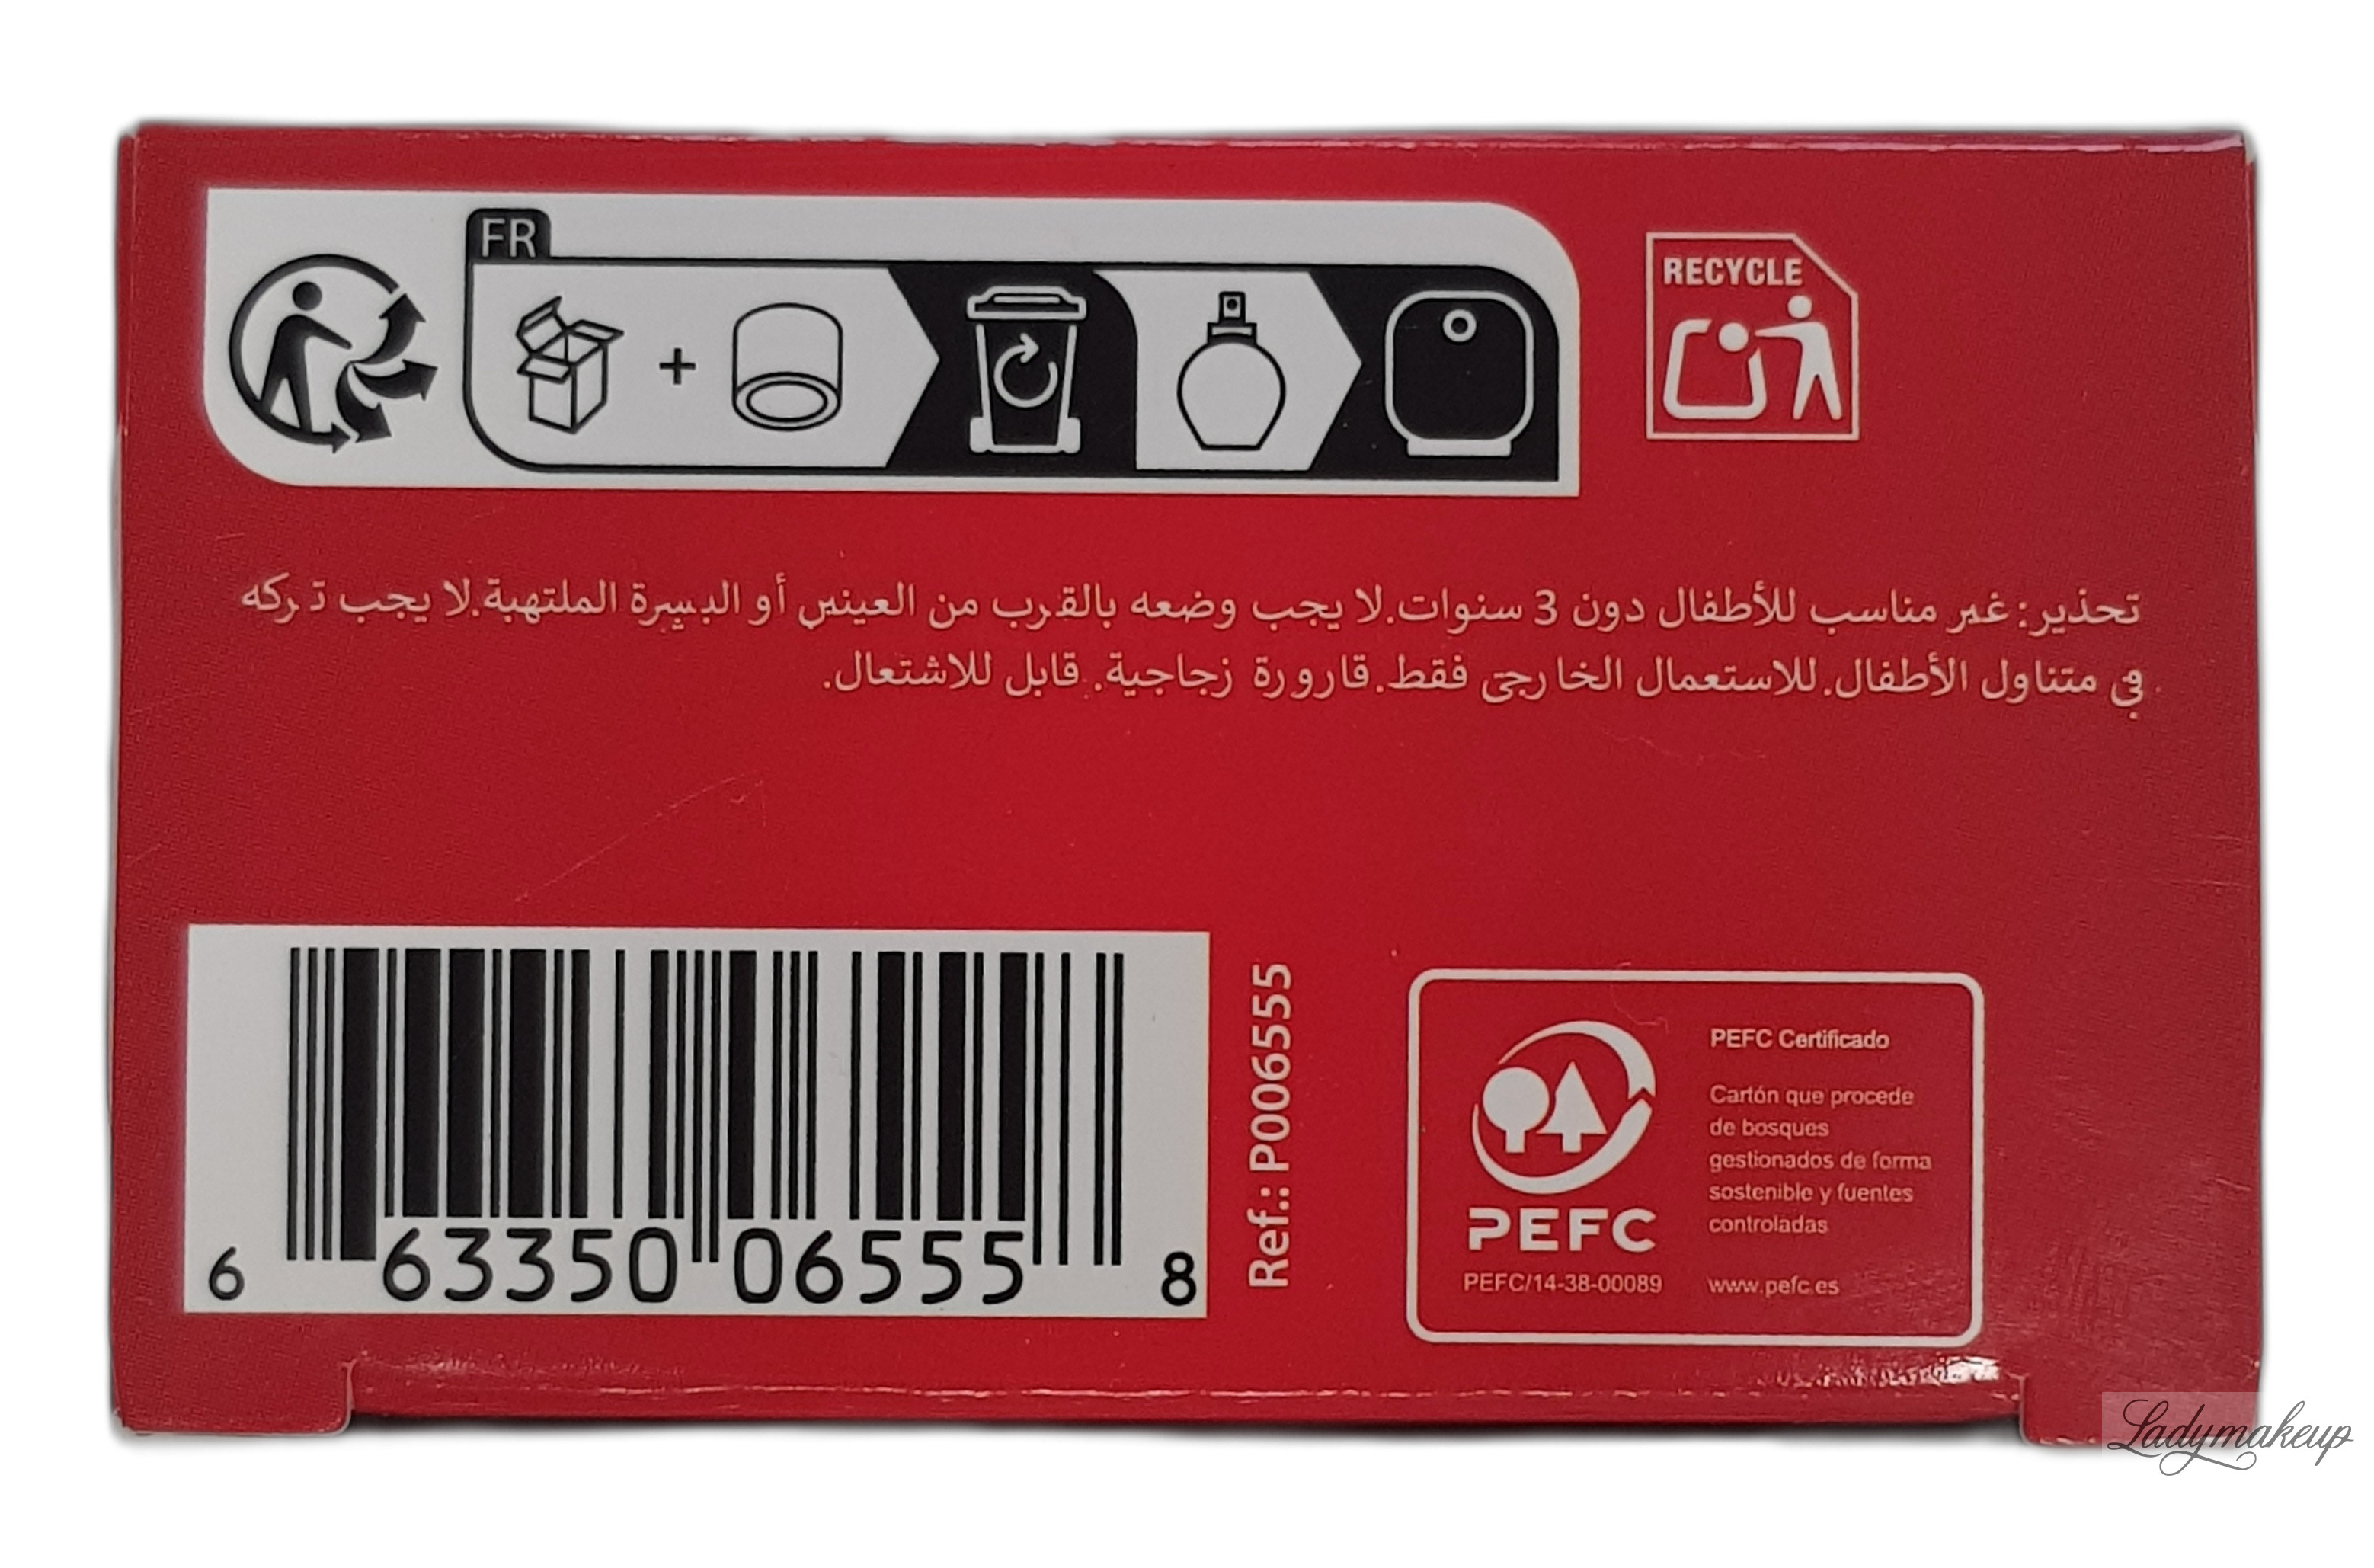 FR
RECYCLE
تحذير: غير مناسب للأطفال دون 3 سنوات. لا يجب وضعه بالقرب من العينين أو البشرة الملتهبة. لا يجب تركه
في متناول الأطفال. للاستعمال الخارجي فقط. قارورة زجاجية. قابل للاشتعال.
6 63350 06555 8
Ref.: P006555
PEFC
PEFC/14-38-00089
PEFC Certificado
Cartón que procede
de bosques
gestionados de forma
sostenible y fuentes
controladas
www.pefc.es
Ladymakeup